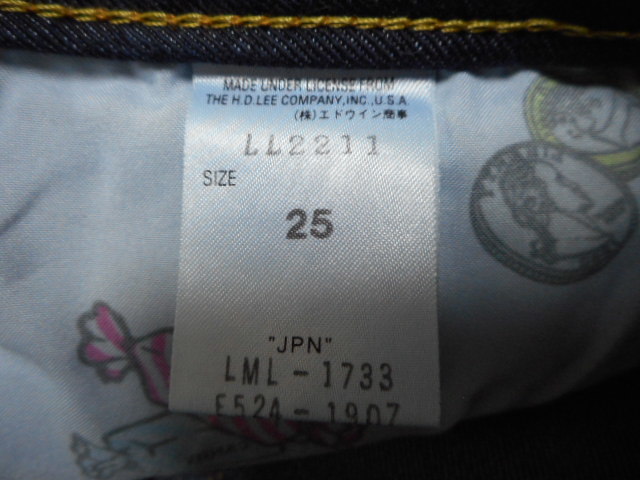 MADE UNDER LICENSE FROM
THE H.D.LEE COMPANY,INC.,U.S.A.
(株)エドウイン商事
LL2211
SIZE
25
"JPN"
LML-1733
E524-1907